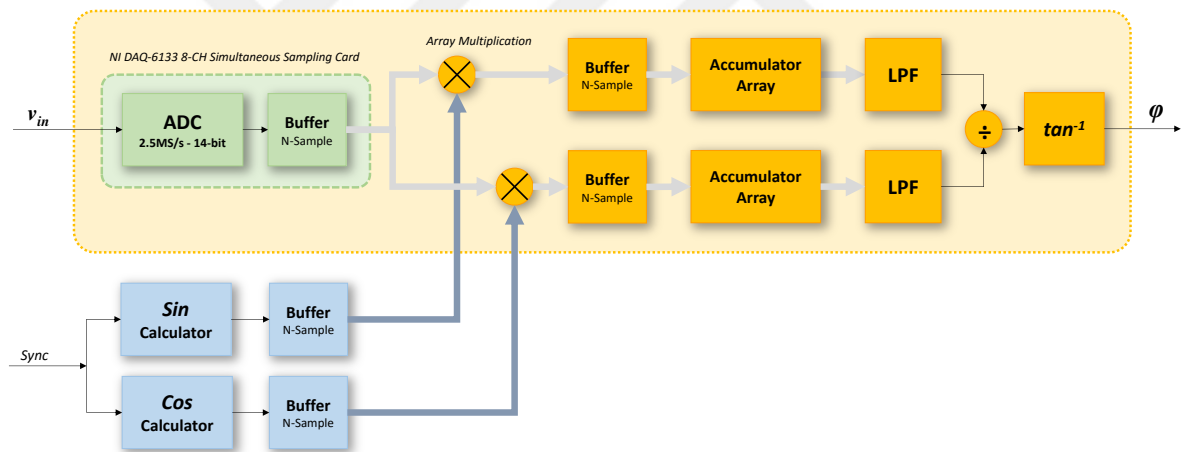 NI DAQ-6133 8-CH Simultaneous Sampling Card
Array Multiplication
v_in
ADC
2.5MS/s - 14-bit
Buffer
N-Sample
Buffer
N-Sample
Accumulator
Array
LPF
÷
tan⁻¹
φ
Buffer
N-Sample
Accumulator
Array
LPF
Sync
Sin
Calculator
Buffer
N-Sample
Cos
Calculator
Buffer
N-Sample